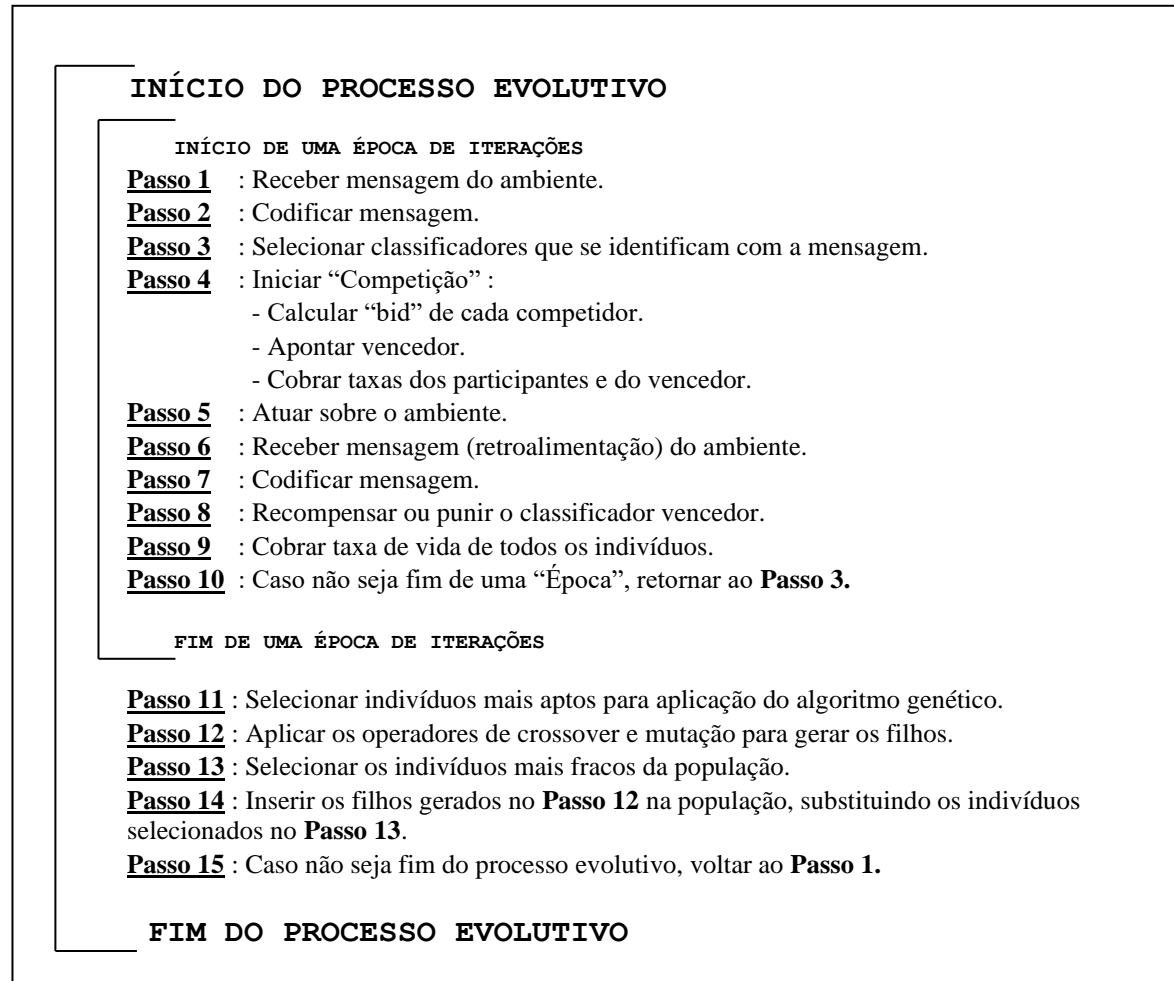 INÍCIO DO PROCESSO EVOLUTIVO
INÍCIO DE UMA ÉPOCA DE ITERAÇÕES
Passo 1 : Receber mensagem do ambiente.
Passo 2 : Codificar mensagem.
Passo 3 : Selecionar classificadores que se identificam com a mensagem.
Passo 4 : Iniciar “Competição” :
- Calcular “bid” de cada competidor.
- Apontar vencedor.
- Cobrar taxas dos participantes e do vencedor.
Passo 5 : Atuar sobre o ambiente.
Passo 6 : Receber mensagem (retroalimentação) do ambiente.
Passo 7 : Codificar mensagem.
Passo 8 : Recompensar ou punir o classificador vencedor.
Passo 9 : Cobrar taxa de vida de todos os indivíduos.
Passo 10 : Caso não seja fim de uma “Época”, retornar ao Passo 3.
FIM DE UMA ÉPOCA DE ITERAÇÕES
Passo 11 : Selecionar indivíduos mais aptos para aplicação do algoritmo genético.
Passo 12 : Aplicar os operadores de crossover e mutação para gerar os filhos.
Passo 13 : Selecionar os indivíduos mais fracos da população.
Passo 14 : Inserir os filhos gerados no Passo 12 na população, substituindo os indivíduos
selecionados no Passo 13.
Passo 15 : Caso não seja fim do processo evolutivo, voltar ao Passo 1.
FIM DO PROCESSO EVOLUTIVO